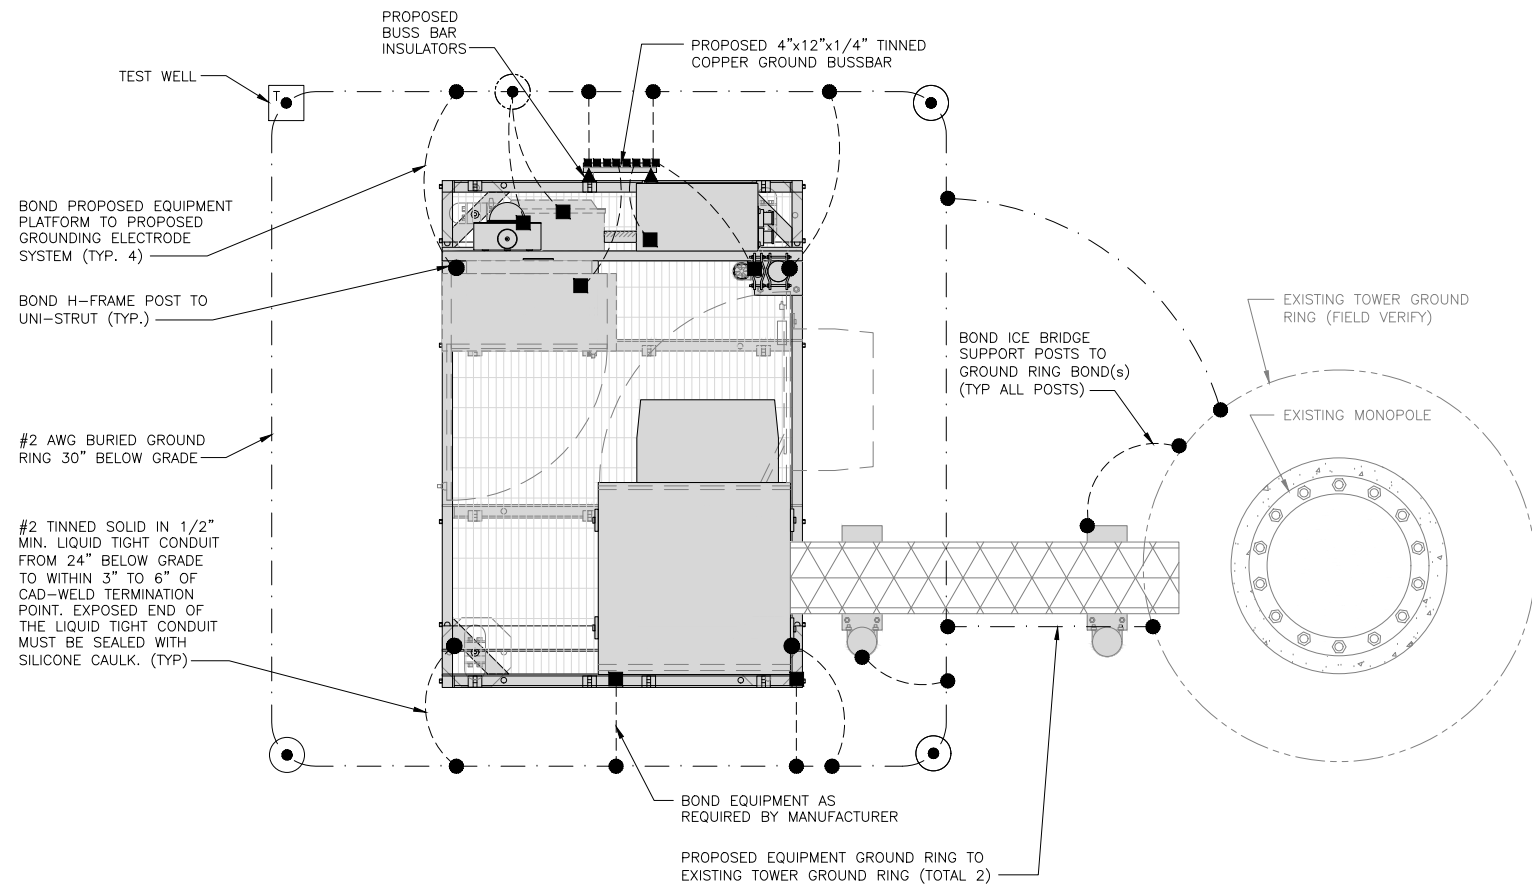 PROPOSED
BUSS BAR
INSULATORS
PROPOSED 4”x12”x1/4” TINNED
COPPER GROUND BUSSBAR
TEST WELL
T
BOND PROPOSED EQUIPMENT
PLATFORM TO PROPOSED
GROUNDING ELECTRODE
SYSTEM (TYP. 4)
BOND H-FRAME POST TO
UNI-STRUT (TYP.)
EXISTING TOWER GROUND
RING (FIELD VERIFY)
BOND ICE BRIDGE
SUPPORT POSTS TO
GROUND RING BOND(s)
(TYP ALL POSTS)
EXISTING MONOPOLE
#2 AWG BURIED GROUND
RING 30” BELOW GRADE
#2 TINNED SOLID IN 1/2”
MIN. LIQUID TIGHT CONDUIT
FROM 24” BELOW GRADE
TO WITHIN 3” TO 6” OF
CAD-WELD TERMINATION
POINT. EXPOSED END OF
THE LIQUID TIGHT CONDUIT
MUST BE SEALED WITH
SILICONE CAULK. (TYP)
BOND EQUIPMENT AS
REQUIRED BY MANUFACTURER
PROPOSED EQUIPMENT GROUND RING TO
EXISTING TOWER GROUND RING (TOTAL 2)